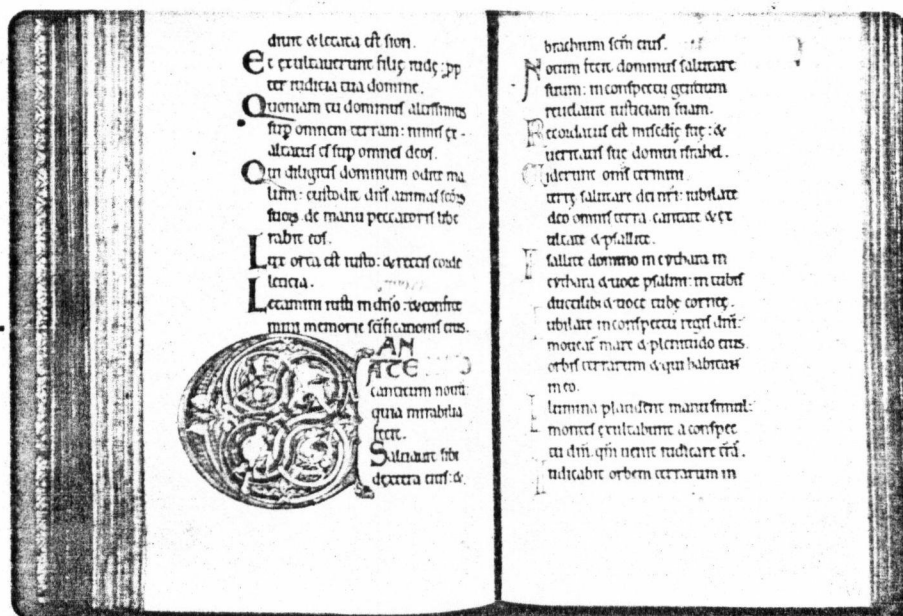 diunt & letata est sion.
Et exultauerunt filie iude: pp
ter iudicia tua domine.
Quoniam tu dominus altissimus
sup omnem terram: nimis ex-
altatus es sup omnes deos.
Qui diligitis dominum odite ma
lum: custodit dns animas scoꝝ
suoꝝ de manu peccatoris libe
rabit eos.
Lux orta est iusto: & rectis corde
leticia.
Letamini iusti in dno: & confite
mini memorie scificationis eius.
CAN
TATE
canticum nouu
quia mirabilia
fecit.
Saluauit sibi
dextera eius: &
brachium scm eius.
Notum fecit dominus salutare
suum: in conspectu gentium
reuelauit iusticiam suam.
Recordatus est misedie sue: &
ueritatis sue domui israhel.
Uiderunt omis termini
terre salutare dei nri: iubilate
deo omnis terra cantate & ex
ultate & psallite.
Psallite domino in cythara in
cythara & uoce psalmi: in tubis
ductilib; & uoce tube cornee.
Iubilate in conspectu regis dni:
moueat mare & plenitudo eius.
orbis terrarum & qui habitant
in eo.
Flumina plaudent manu simul:
montes exultabunt a conspec
tu dni. qm uenit iudicare tra.
Iudicabit orbem terrarum in